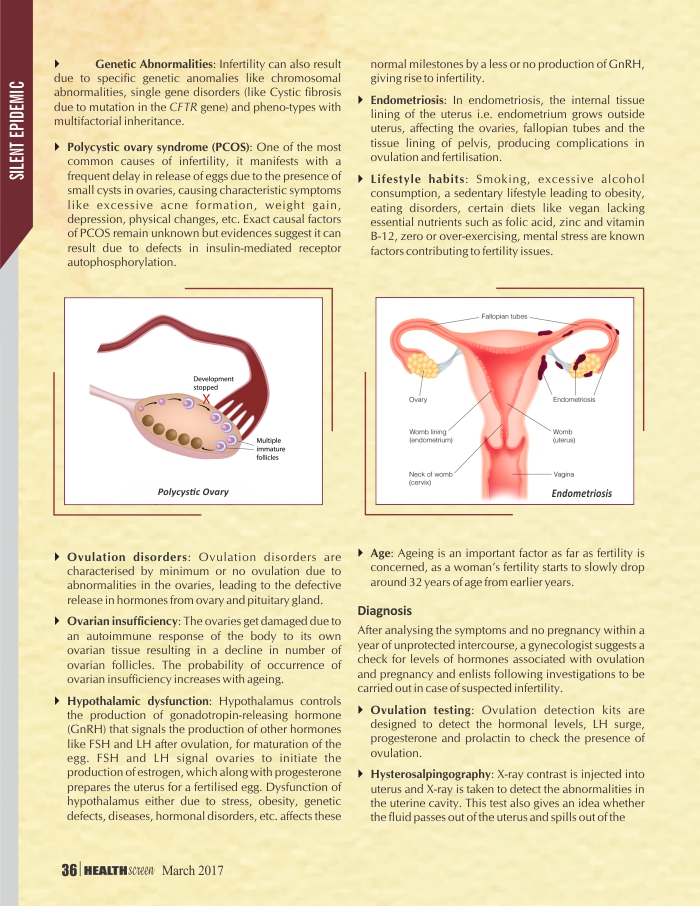 SILENT EPIDEMIC
Genetic Abnormalities: Infertility can also result
due to specific genetic anomalies like chromosomal
abnormalities, single gene disorders (like Cystic fibrosis
due to mutation in the CFTR gene) and pheno-types with
multifactorial inheritance.
Polycystic ovary syndrome (PCOS): One of the most
common causes of infertility, it manifests with a
frequent delay in release of eggs due to the presence of
small cysts in ovaries, causing characteristic symptoms
like excessive acne formation, weight gain,
depression, physical changes, etc. Exact causal factors
of PCOS remain unknown but evidences suggest it can
result due to defects in insulin-mediated receptor
autophosphorylation.
normal milestones by a less or no production of GnRH,
giving rise to infertility.
Endometriosis: In endometriosis, the internal tissue
lining of the uterus i.e. endometrium grows outside
uterus, affecting the ovaries, fallopian tubes and the
tissue lining of pelvis, producing complications in
ovulation and fertilisation.
Lifestyle habits: Smoking, excessive alcohol
consumption, a sedentary lifestyle leading to obesity,
eating disorders, certain diets like vegan lacking
essential nutrients such as folic acid, zinc and vitamin
B-12, zero or over-exercising, mental stress are known
factors contributing to fertility issues.
Development
stopped
X
Multiple
immature
follicles
Polycystic Ovary
Fallopian tubes
Ovary
Endometriosis
Womb lining
(endometrium)
Womb
(uterus)
Neck of womb
(cervix)
Vagina
Endometriosis
Ovulation disorders: Ovulation disorders are
characterised by minimum or no ovulation due to
abnormalities in the ovaries, leading to the defective
release in hormones from ovary and pituitary gland.
Ovarian insufficiency: The ovaries get damaged due to
an autoimmune response of the body to its own
ovarian tissue resulting in a decline in number of
ovarian follicles. The probability of occurrence of
ovarian insufficiency increases with ageing.
Hypothalamic dysfunction: Hypothalamus controls
the production of gonadotropin-releasing hormone
(GnRH) that signals the production of other hormones
like FSH and LH after ovulation, for maturation of the
egg. FSH and LH signal ovaries to initiate the
production of estrogen, which along with progesterone
prepares the uterus for a fertilised egg. Dysfunction of
hypothalamus either due to stress, obesity, genetic
defects, diseases, hormonal disorders, etc. affects these
Age: Ageing is an important factor as far as fertility is
concerned, as a woman's fertility starts to slowly drop
around 32 years of age from earlier years.
Diagnosis
After analysing the symptoms and no pregnancy within a
year of unprotected intercourse, a gynecologist suggests a
check for levels of hormones associated with ovulation
and pregnancy and enlists following investigations to be
carried out in case of suspected infertility.
Ovulation testing: Ovulation detection kits are
designed to detect the hormonal levels, LH surge,
progesterone and prolactin to check the presence of
ovulation.
Hysterosalpingography: X-ray contrast is injected into
uterus and X-ray is taken to detect the abnormalities in
the uterine cavity. This test also gives an idea whether
the fluid passes out of the uterus and spills out of the
36 HEALTHscreen March 2017